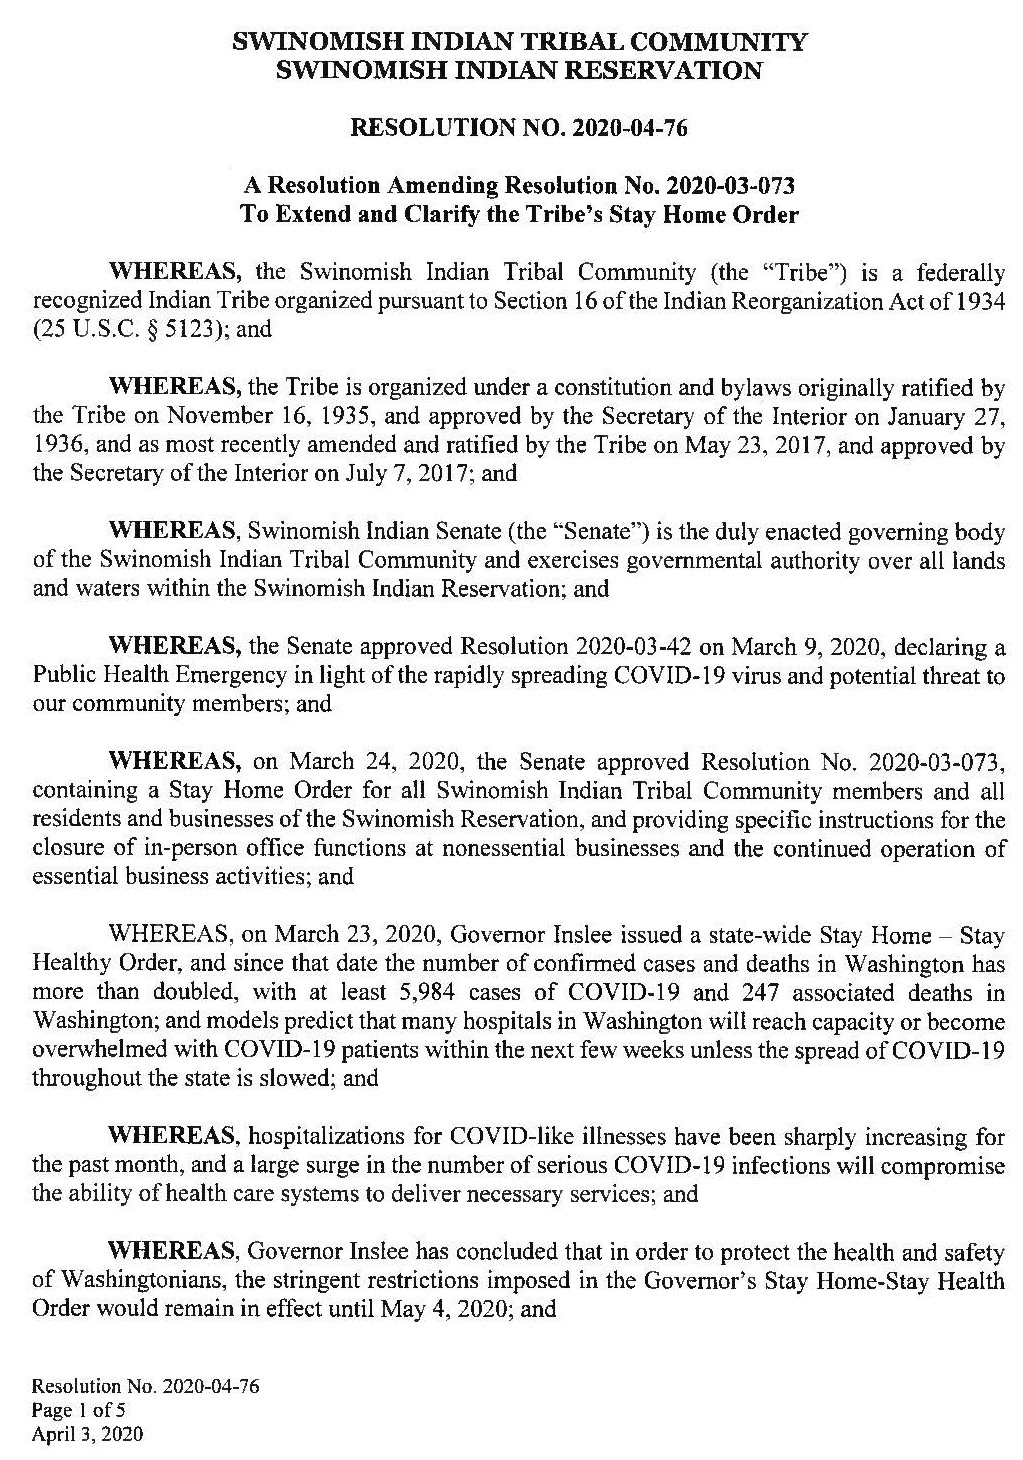 SWINOMISH INDIAN TRIBAL COMMUNITY
SWINOMISH INDIAN RESERVATION
RESOLUTION NO. 2020-04-76
A Resolution Amending Resolution No. 2020-03-073
To Extend and Clarify the Tribe's Stay Home Order
WHEREAS, the Swinomish Indian Tribal Community (the "Tribe") is a federally
recognized Indian Tribe organized pursuant to Section 16 of the Indian Reorganization Act of 1934
(25 U.S.C. § 5123); and
WHEREAS, the Tribe is organized under a constitution and bylaws originally ratified by
the Tribe on November 16, 1935, and approved by the Secretary of the Interior on January 27,
1936, and as most recently amended and ratified by the Tribe on May 23, 2017, and approved by
the Secretary of the Interior on July 7, 2017; and
WHEREAS, Swinomish Indian Senate (the "Senate") is the duly enacted governing body
of the Swinomish Indian Tribal Community and exercises governmental authority over all lands
and waters within the Swinomish Indian Reservation; and
WHEREAS, the Senate approved Resolution 2020-03-42 on March 9, 2020, declaring a
Public Health Emergency in light of the rapidly spreading COVID-19 virus and potential threat to
our community members; and
WHEREAS, on March 24, 2020, the Senate approved Resolution No. 2020-03-073,
containing a Stay Home Order for all Swinomish Indian Tribal Community members and all
residents and businesses of the Swinomish Reservation, and providing specific instructions for the
closure of in-person office functions at nonessential businesses and the continued operation of
essential business activities; and
WHEREAS, on March 23, 2020, Governor Inslee issued a state-wide Stay Home – Stay
Healthy Order, and since that date the number of confirmed cases and deaths in Washington has
more than doubled, with at least 5,984 cases of COVID-19 and 247 associated deaths in
Washington; and models predict that many hospitals in Washington will reach capacity or become
overwhelmed with COVID-19 patients within the next few weeks unless the spread of COVID-19
throughout the state is slowed; and
WHEREAS, hospitalizations for COVID-like illnesses have been sharply increasing for
the past month, and a large surge in the number of serious COVID-19 infections will compromise
the ability of health care systems to deliver necessary services; and
WHEREAS, Governor Inslee has concluded that in order to protect the health and safety
of Washingtonians, the stringent restrictions imposed in the Governor's Stay Home-Stay Health
Order would remain in effect until May 4, 2020; and
Resolution No. 2020-04-76
Page 1 of 5
April 3, 2020